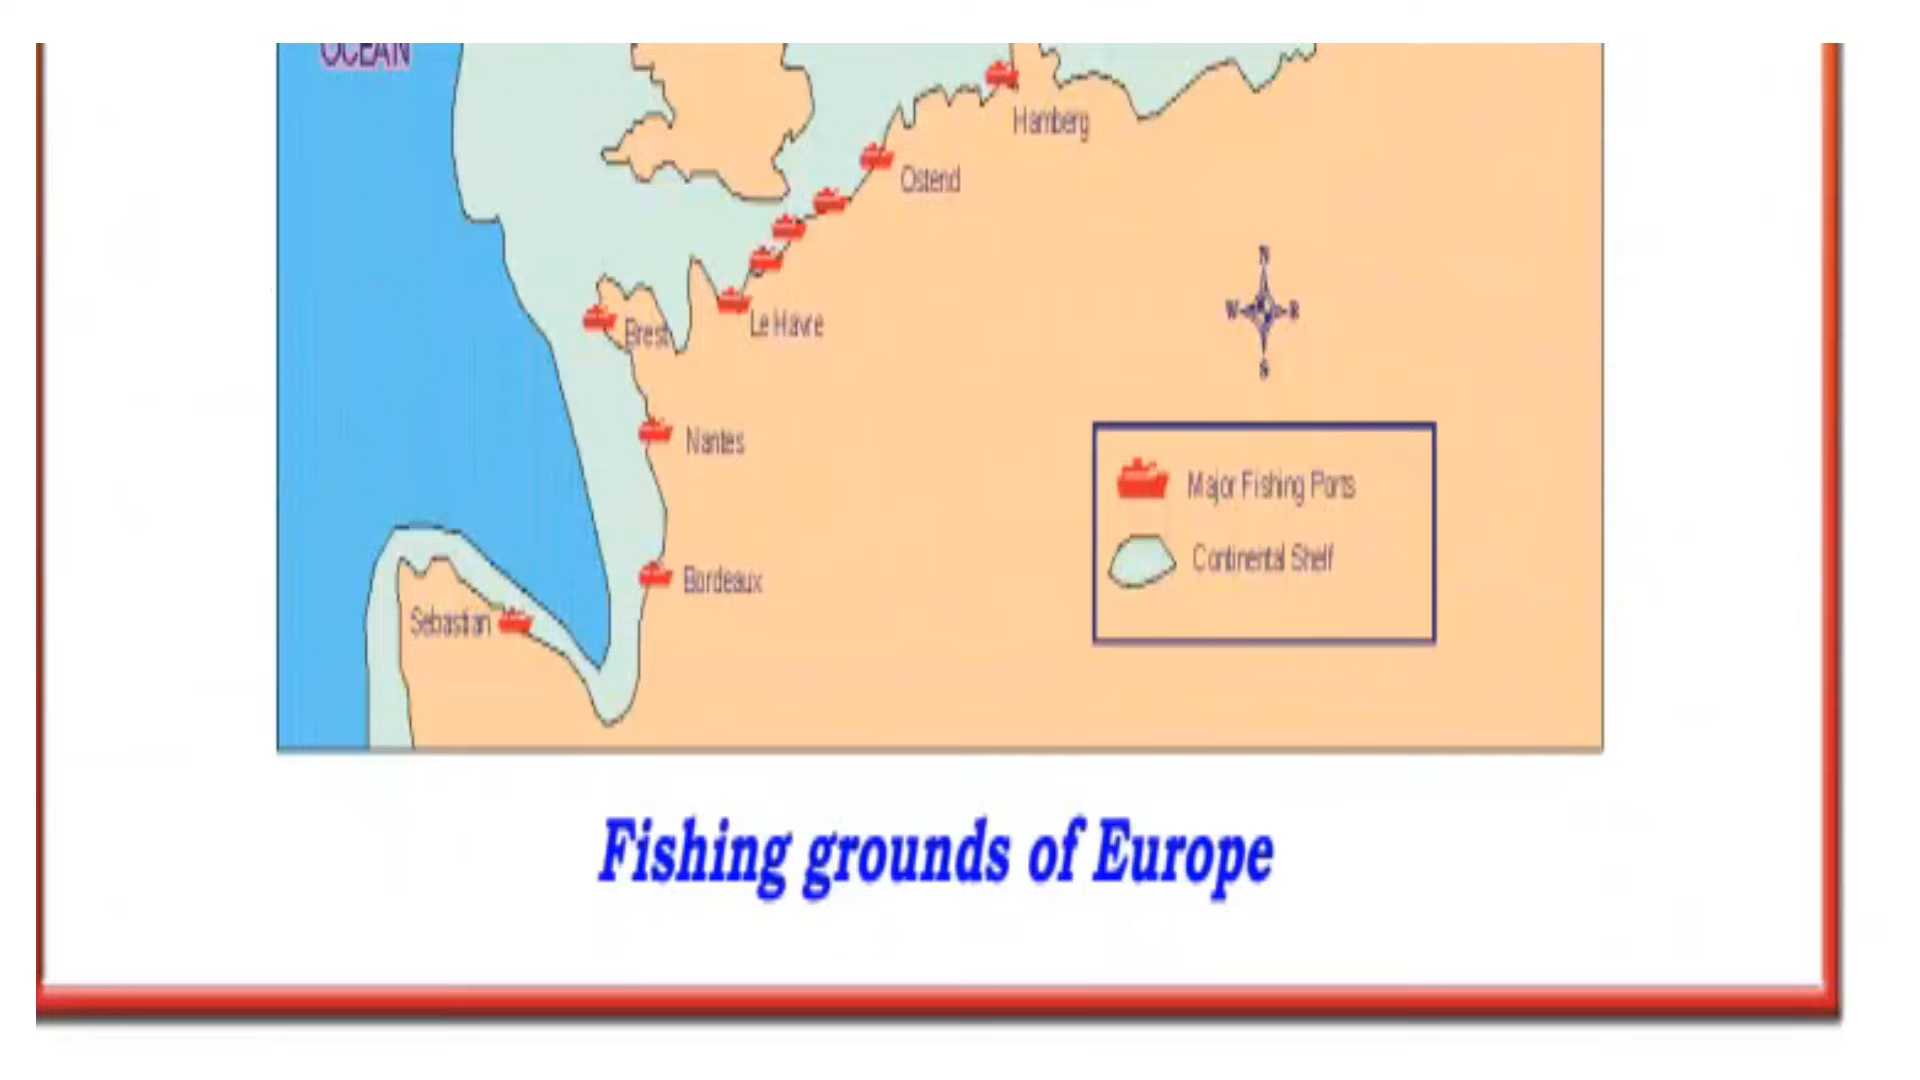 OCEAN
Hamberg
Ostend
N
W E
S
Le Havre
Brest
Nantes
Major Fishing Ports
Continental Shelf
Bordeaux
Sebastian
Fishing grounds of Europe